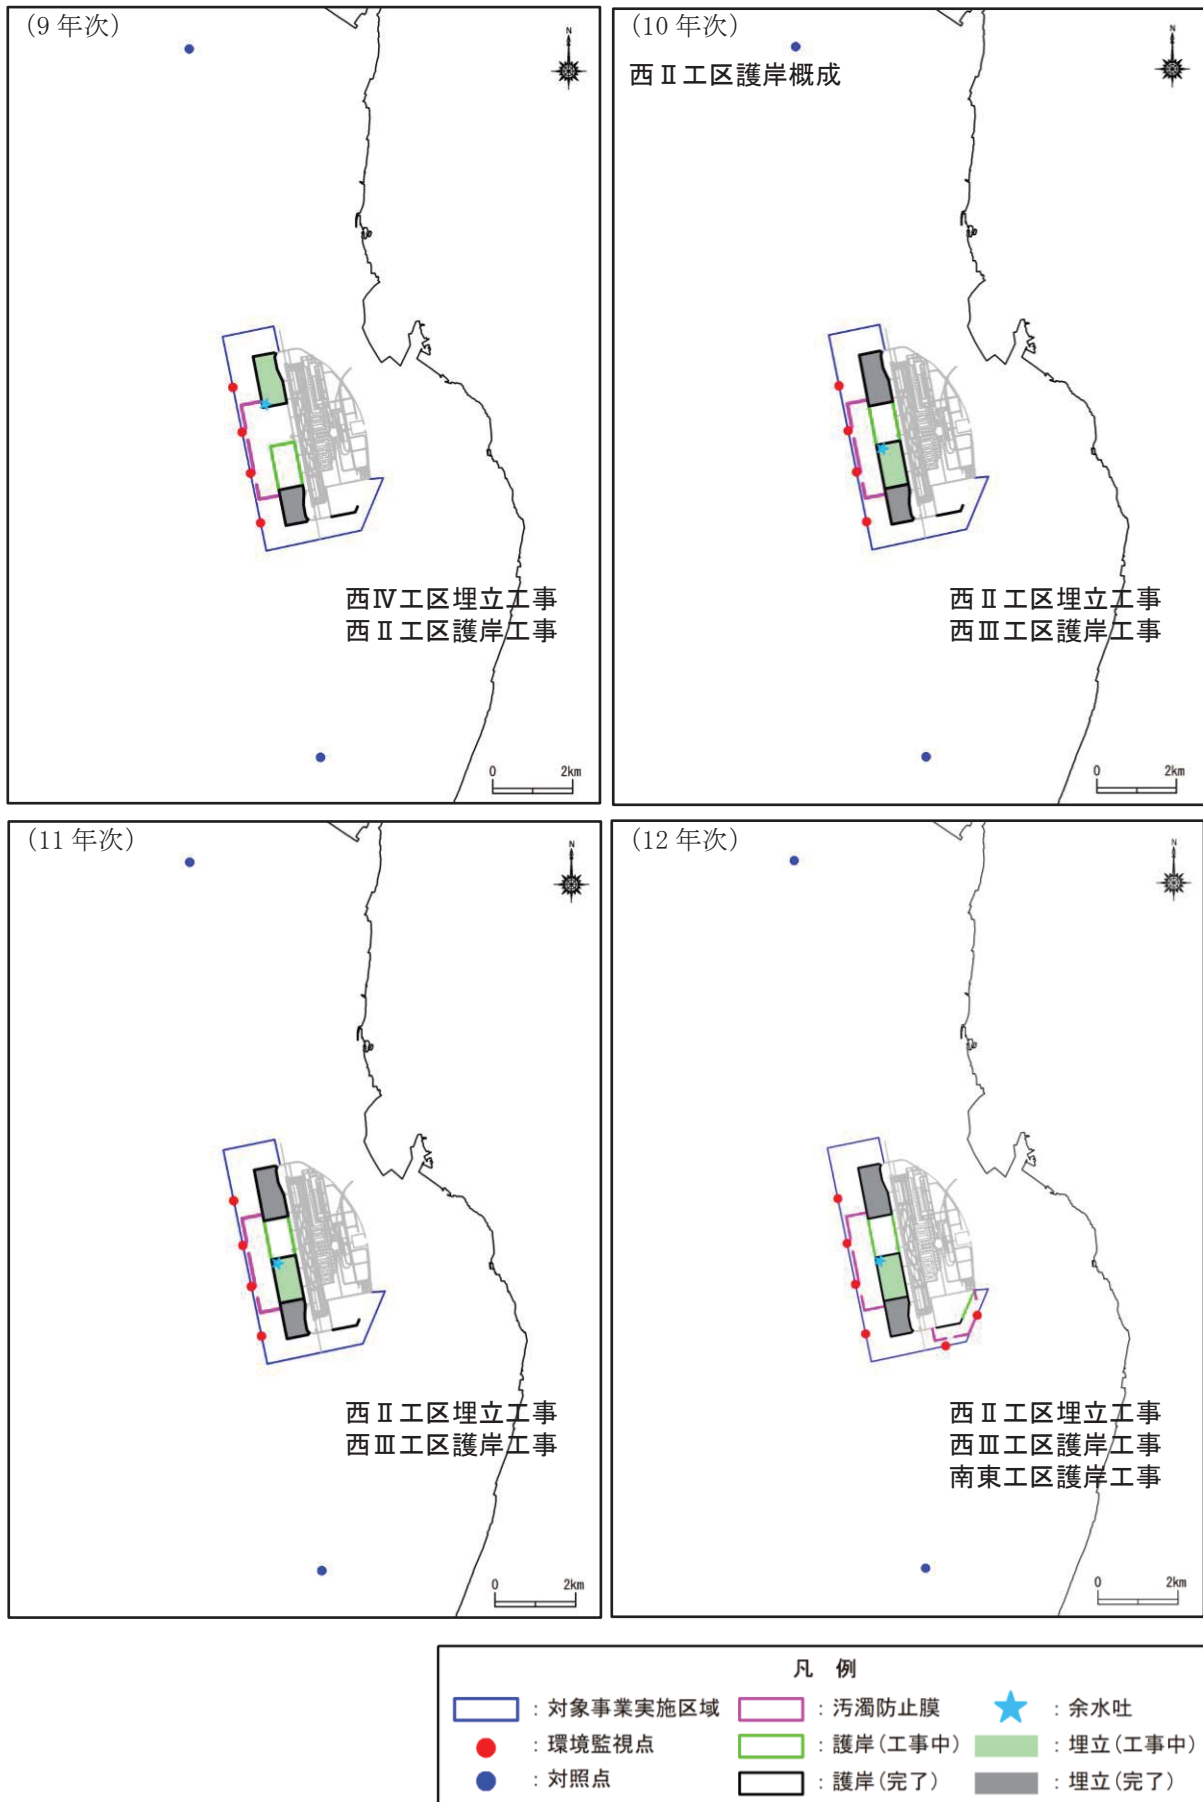 (9 年次)
N
西Ⅳ工区埋立工事
西Ⅱ工区護岸工事
0 2km
(10 年次)
西Ⅱ工区護岸概成
N
西Ⅱ工区埋立工事
西Ⅲ工区護岸工事
0 2km
(11 年次)
N
西Ⅱ工区埋立工事
西Ⅲ工区護岸工事
0 2km
(12 年次)
N
西Ⅱ工区埋立工事
西Ⅲ工区護岸工事
南東工区護岸工事
0 2km
凡 例
：対象事業実施区域 ：汚濁防止膜 ：余水吐
：環境監視点 ：護岸(工事中) ：埋立(工事中)
：対照点 ：護岸(完了) ：埋立(完了)